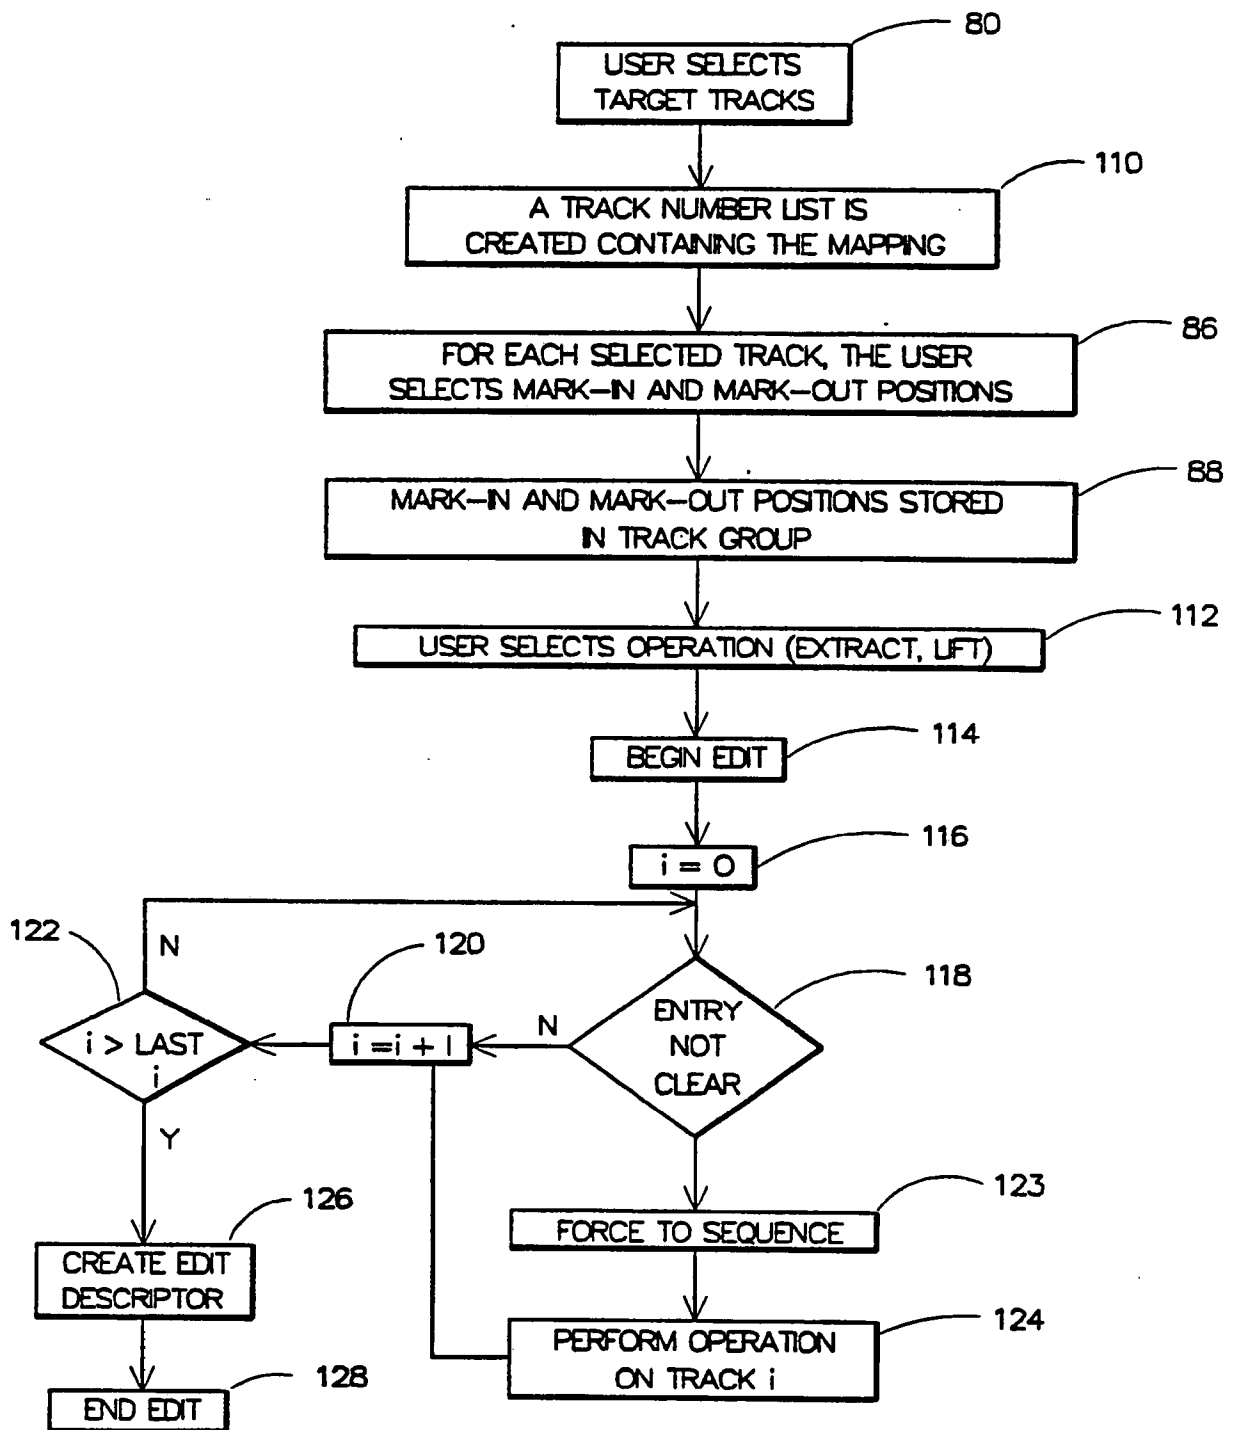 80
USER SELECTS
TARGET TRACKS
110
A TRACK NUMBER LIST IS
CREATED CONTAINING THE MAPPING
86
FOR EACH SELECTED TRACK, THE USER
SELECTS MARK-IN AND MARK-OUT POSITIONS
88
MARK-IN AND MARK-OUT POSITIONS STORED
IN TRACK GROUP
112
USER SELECTS OPERATION (EXTRACT, LIFT)
114
BEGIN EDIT
116
i = 0
122
N
120
118
ENTRY
NOT
CLEAR
N
i = i + 1
i > LAST
i
Y
123
FORCE TO SEQUENCE
126
CREATE EDIT
DESCRIPTOR
124
PERFORM OPERATION
ON TRACK i
128
END EDIT